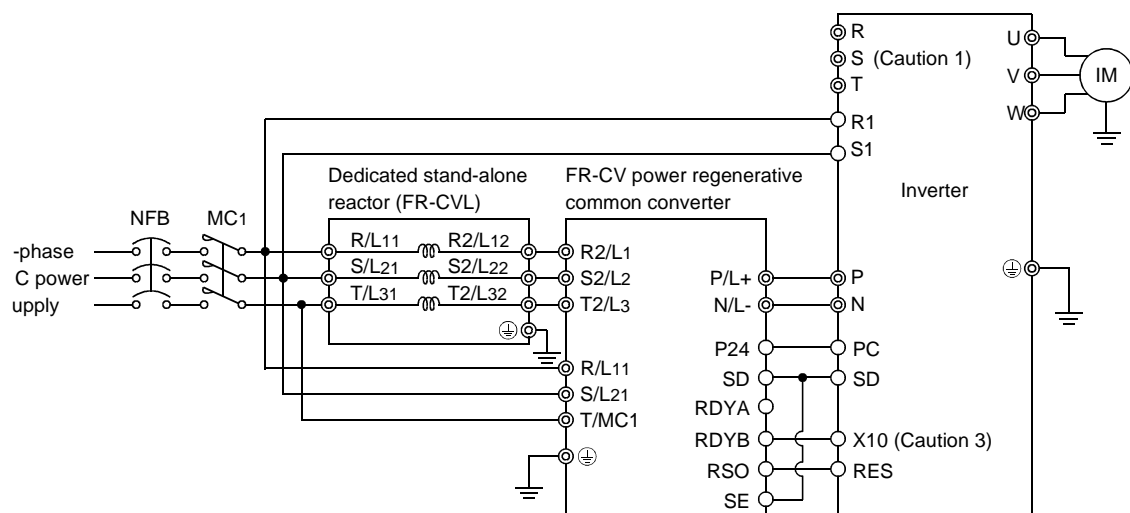 R
S (Caution 1)
T
R1
S1
U
V
W
IM
Inverter
Dedicated stand-alone
reactor (FR-CVL)
FR-CV power regenerative
common converter
NFB
MC1
-phase
C power
upply
R/L11
R2/L12
S/L21
S2/L22
T/L31
T2/L32
R2/L1
S2/L2
T2/L3
R/L11
S/L21
T/MC1
P/L+
N/L-
P24
SD
RDYA
RDYB
RSO
SE
P
N
PC
SD
X10 (Caution 3)
RES